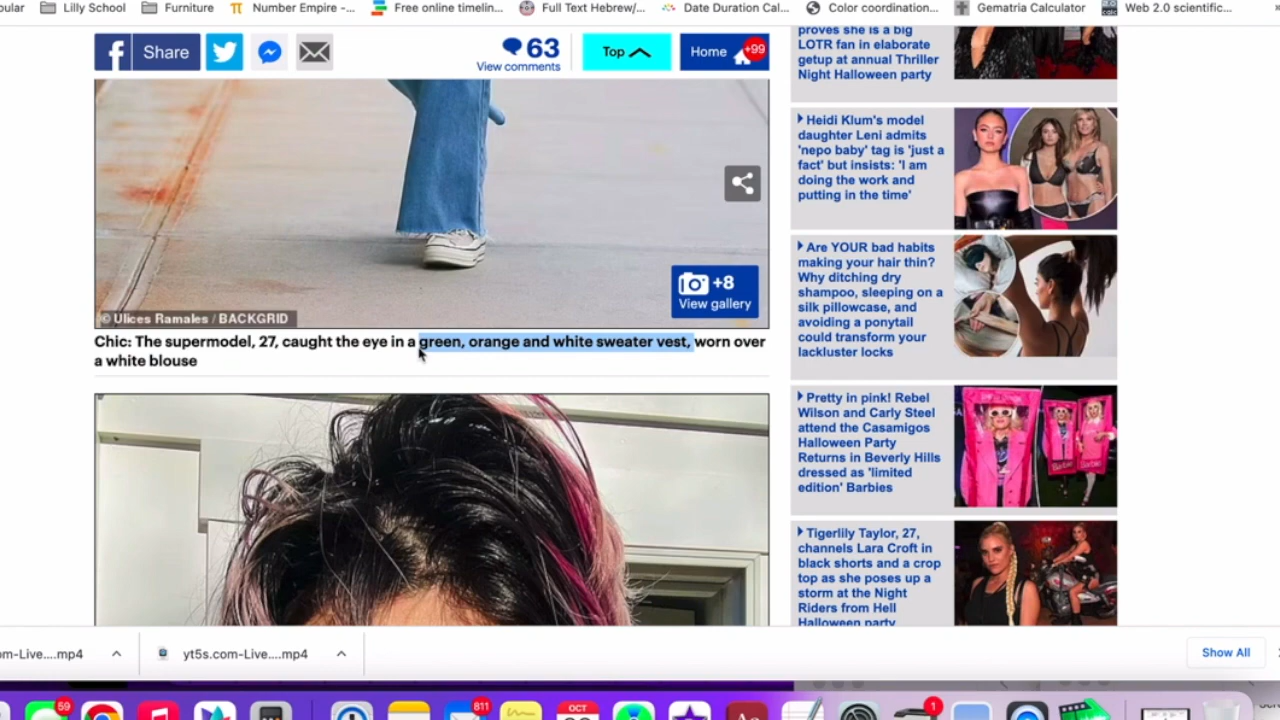 pular
Lilly School
Furniture
Number Empire -...
Free online timelin...
Full Text Hebrew/...
Date Duration Cal...
Color coordination...
Gematria Calculator
Web 2.0 scientific...
Share
63
View comments
Top
Home
+99
+8
View gallery
© Ulices Ramales / BACKGRID
Chic: The supermodel, 27, caught the eye in a green, orange and white sweater vest, worn over
a white blouse
proves she is a big
LOTR fan in elaborate
getup at annual Thriller
Night Halloween party
Heidi Klum's model
daughter Leni admits
'nepo baby' tag is 'just a
fact' but insists: 'I am
doing the work and
putting in the time'
Are YOUR bad habits
making your hair thin?
Why ditching dry
shampoo, sleeping on a
silk pillowcase, and
avoiding a ponytail
could transform your
lackluster locks
Pretty in pink! Rebel
Wilson and Carly Steel
attend the Casamigos
Halloween Party
Returns in Beverly Hills
dressed as 'limited
edition' Barbies
Barbie
Barbie
Tigerlily Taylor, 27,
channels Lara Croft in
black shorts and a crop
top as she poses up a
storm at the Night
Riders from Hell
Halloween party
om-Live....mp4
yt5s.com-Live....mp4
Show All
59
811
OCT
1